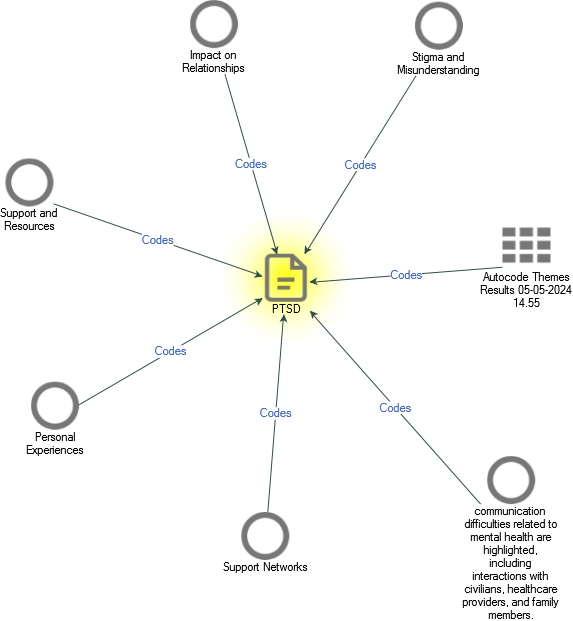 Impact on
Relationships
Stigma and
Misunderstanding
Codes
Codes
Support and
Resources
Codes
Codes
Autocode Themes
Results 05-05-2024
14.55
PTSD
Codes
Codes
Codes
Personal
Experiences
Support Networks
communication
difficulties related to
mental health are
highlighted,
including
interactions with
civilians, healthcare
providers, and family
members.